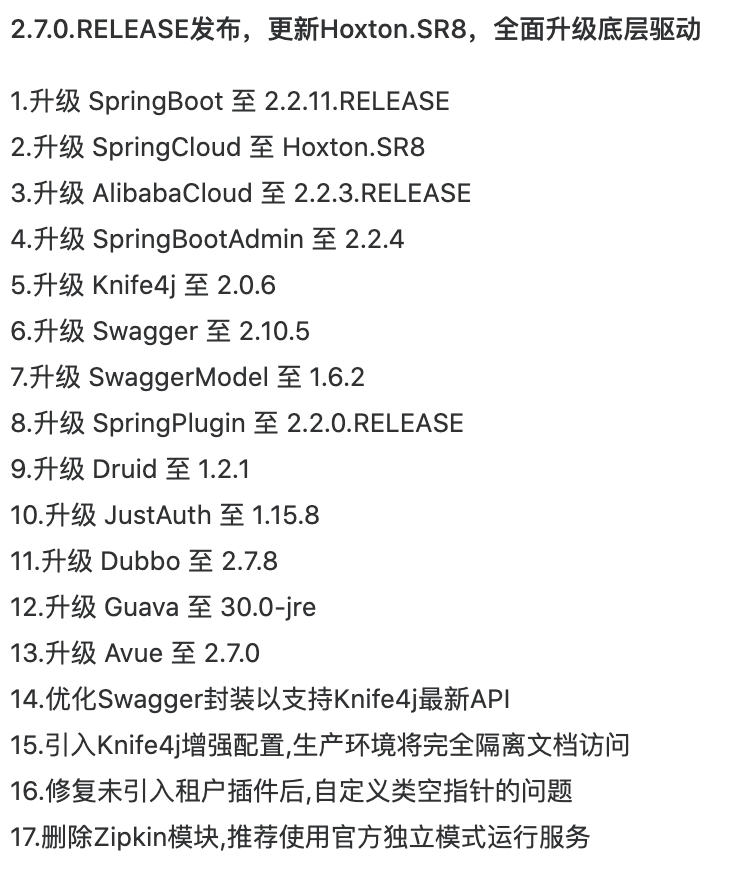 2.7.0.RELEASE发布，更新Hoxton.SR8，全面升级底层驱动
1.升级 SpringBoot 至 2.2.11.RELEASE
2.升级 SpringCloud 至 Hoxton.SR8
3.升级 AlibabaCloud 至 2.2.3.RELEASE
4.升级 SpringBootAdmin 至 2.2.4
5.升级 Knife4j 至 2.0.6
6.升级 Swagger 至 2.10.5
7.升级 SwaggerModel 至 1.6.2
8.升级 SpringPlugin 至 2.2.0.RELEASE
9.升级 Druid 至 1.2.1
10.升级 JustAuth 至 1.15.8
11.升级 Dubbo 至 2.7.8
12.升级 Guava 至 30.0-jre
13.升级 Avue 至 2.7.0
14.优化Swagger封装以支持Knife4j最新API
15.引入Knife4j增强配置,生产环境将完全隔离文档访问
16.修复未引入租户插件后,自定义类空指针的问题
17.删除Zipkin模块,推荐使用官方独立模式运行服务